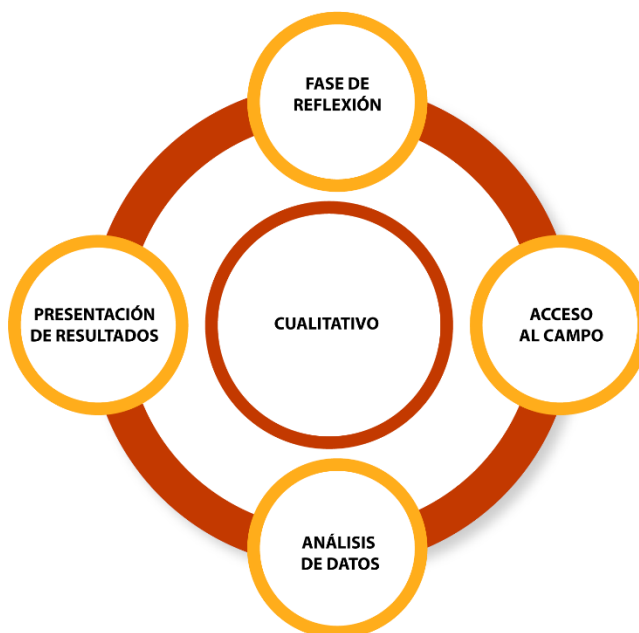 FASE DE
REFLEXIÓN
PRESENTACIÓN
DE RESULTADOS
CUALITATIVO
ACCESO
AL CAMPO
ANÁLISIS
DE DATOS